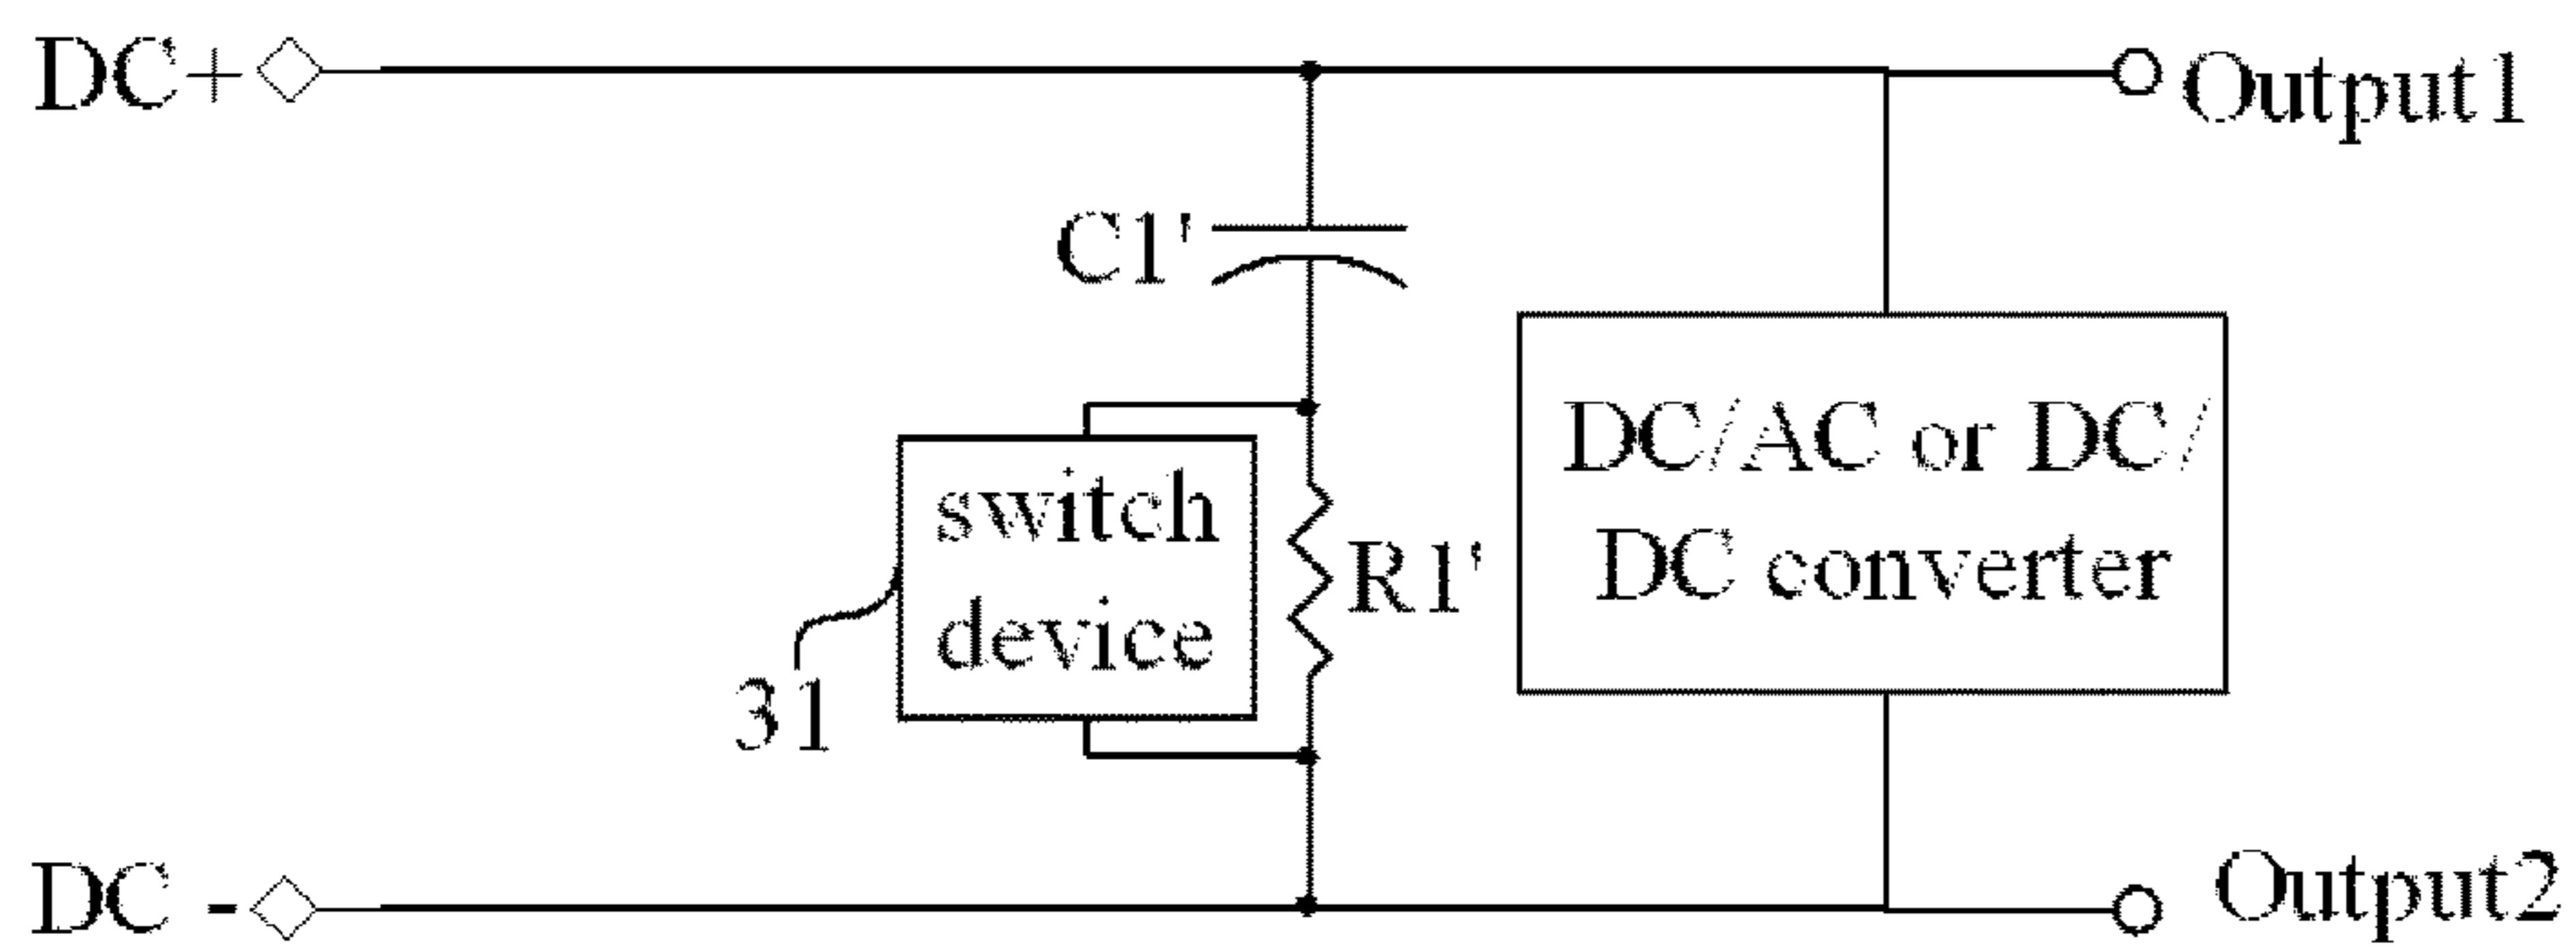 DC+
Output1
C1'
switch
device
R1'
DC/AC or DC/
DC converter
31
DC -
Output2